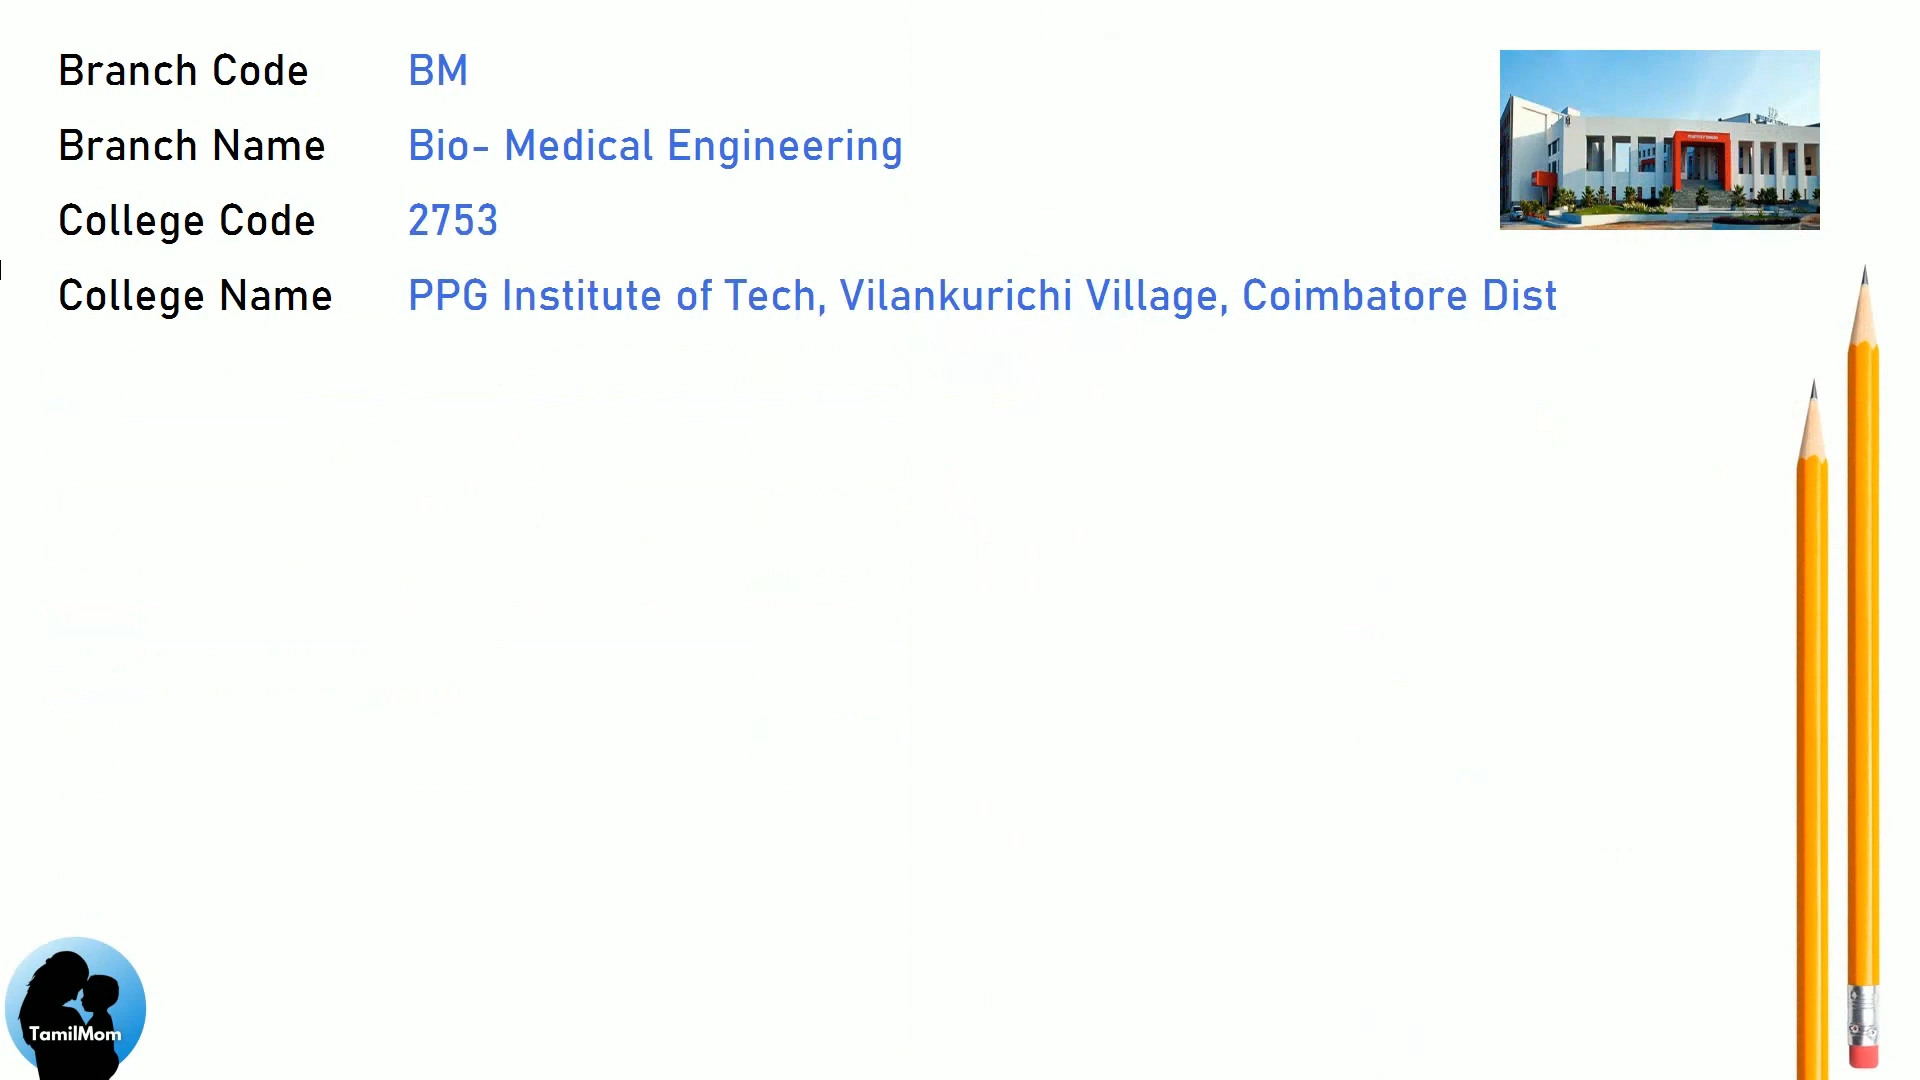 Branch Code BM
Branch Name Bio- Medical Engineering
College Code 2753
College Name PPG Institute of Tech, Vilankurichi Village, Coimbatore Dist
TamilMom